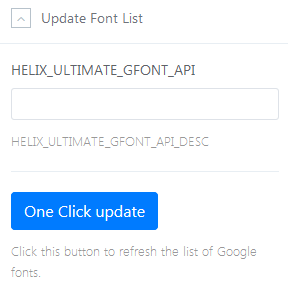 Update Font List
HELIX_ULTIMATE_GFONT_API
HELIX_ULTIMATE_GFONT_API_DESC
One Click update
Click this button to refresh the list of Google
fonts.